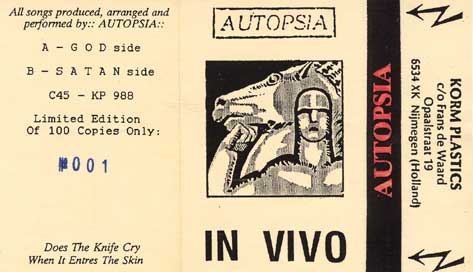 All songs produced, arranged and
performed by:: AUTOPSIA::
A - G O D side
B - S A T A N side
C45 - KP 988
Limited Edition
Of 100 Copies Only:
№001
Does The Knife Cry
When It Entres The Skin
AUTOPSIA
IN VIVO
AUTOPSIA
KORM PLASTICS
c/o Frans de Waard
Opaalstraat 19
6534 XK Nijmegen (Holland)